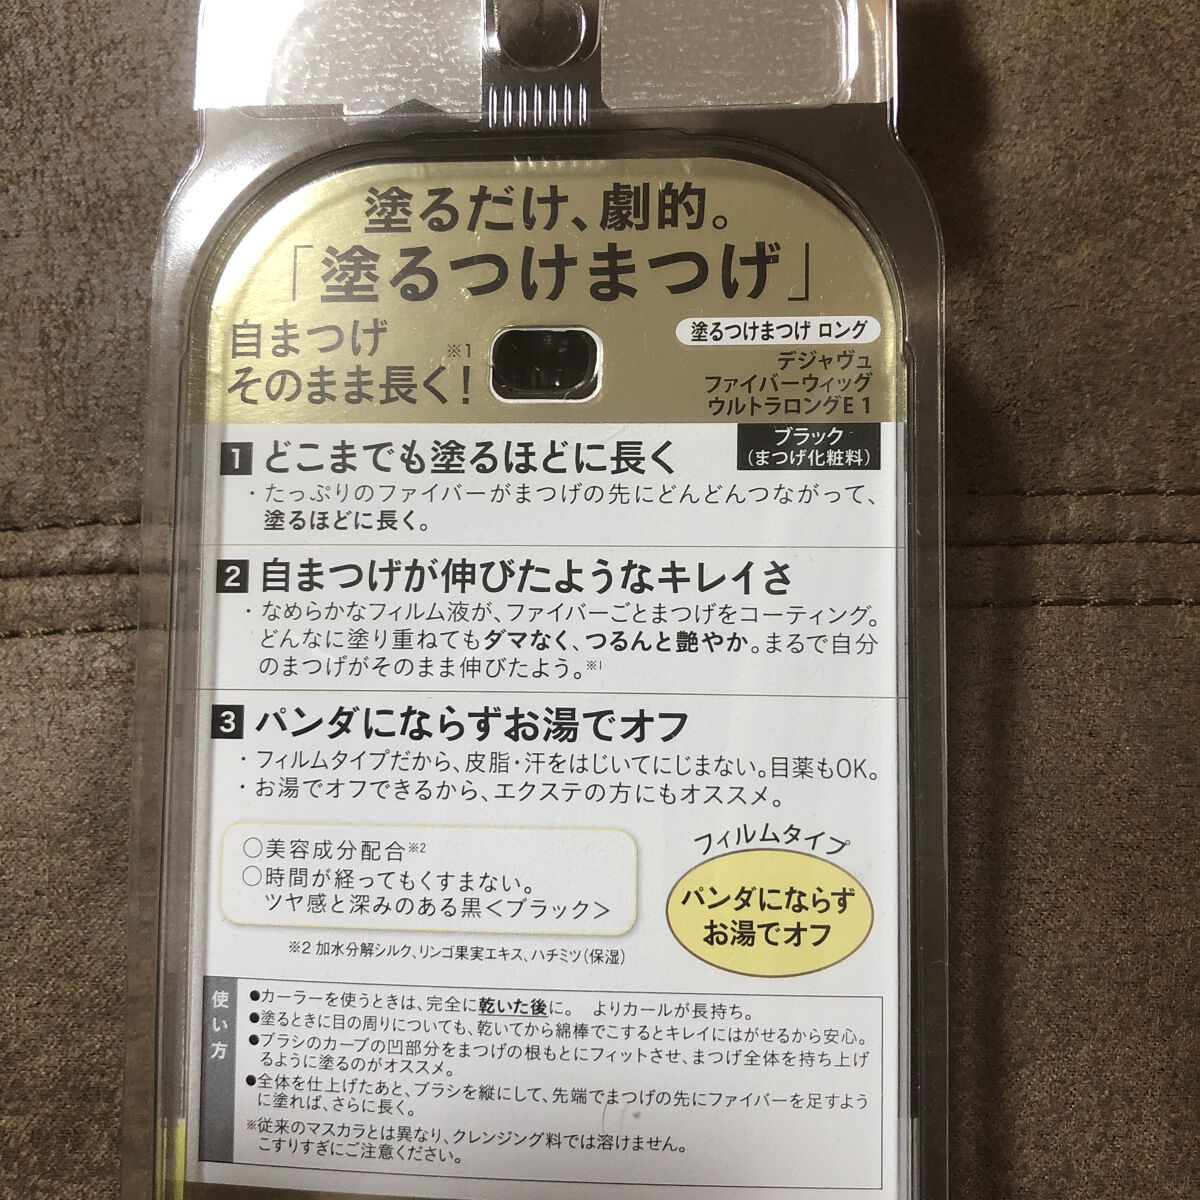 塗るだけ、劇的。
「塗るつけまつげ」
自まつげ
そのまま長く!※1
塗るつけまつげ ロング
デジャヴュ
ファイバーウィッグ
ウルトラロングE 1
ブラック
(まつげ化粧料)
1 どこまでも塗るほどに長く
・たっぷりのファイバーがまつげの先にどんどんつながって、
塗るほどに長く。
2 自まつげが伸びたようなキレイさ
・なめらかなフィルム液が、ファイバーごとまつげをコーティング。
どんなに塗り重ねてもダマなく、つるんと艶やか。まるで自分
のまつげがそのまま伸びたよう。※1
3 パンダにならずお湯でオフ
・フィルムタイプだから、皮脂・汗をはじいてにじまない。目薬もOK。
・お湯でオフできるから、エクステの方にもオススメ。
○美容成分配合※2
○時間が経ってもくすまない。
ツヤ感と深みのある黒<ブラック>
※2 加水分解シルク、リンゴ果実エキス、ハチミツ(保湿)
フィルムタイプ
パンダにならず
お湯でオフ
使い方
●カーラーを使うときは、完全に乾いた後に。 よりカールが長持ち。
●塗るときに目の周りについても、乾いてから綿棒でこするとキレイにはがせるから安心。
●ブラシのカーブの凹部分をまつげの根もとにフィットさせ、まつげ全体を持ち上げ
るように塗るのがオススメ。
●全体を仕上げたあと、ブラシを縦にして、先端でまつげの先にファイバーを足すよう
に塗れば、さらに長く。
※従来のマスカラとは異なり、クレンジング料では溶けません。
こすりすぎにご注意ください。